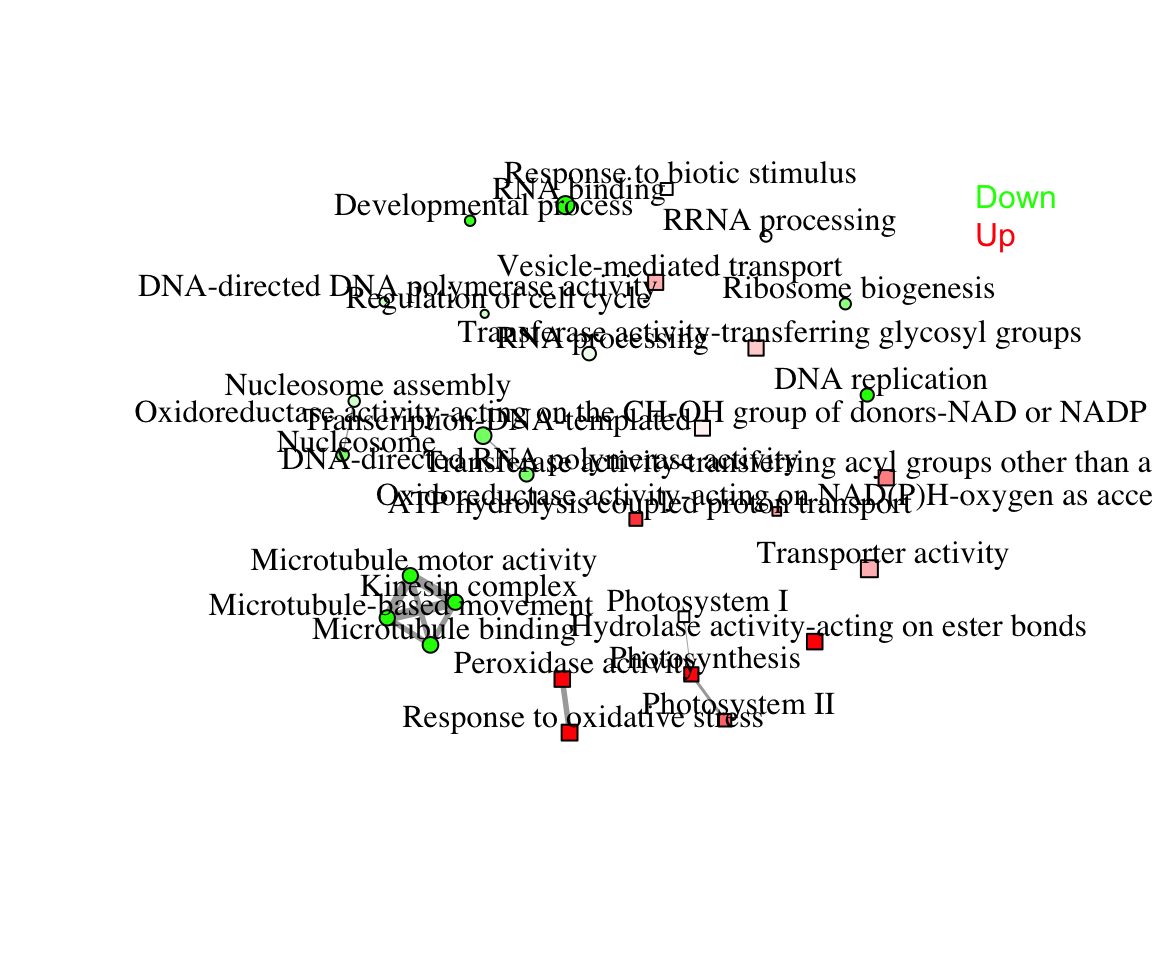 Response to biotic stimulus
RNA binding
Down
Developmental process
RRNA processing
Up
Vesicle-mediated transport
DNA-directed DNA polymerase activity
Ribosome biogenesis
Regulation of cell cycle
Transferase activity-transferring glycosyl groups
RNA processing
DNA replication
Nucleosome assembly
Oxidoreductase activity-acting on the CH-OH group of donors-NAD or NADP
Transcription-DNA-templated
Nucleosome
DNA-directed RNA polymerase activity
Transferase activity-transferring acyl groups other than a
Oxidoreductase activity-acting on NAD(P)H-oxygen as acce
ATP hydrolysis coupled proton transport
Transporter activity
Microtubule motor activity
Kinesin complex
Photosystem I
Microtubule-based movement
Hydrolase activity-acting on ester bonds
Microtubule binding
Photosynthesis
Peroxidase activity
Photosystem II
Response to oxidative stress